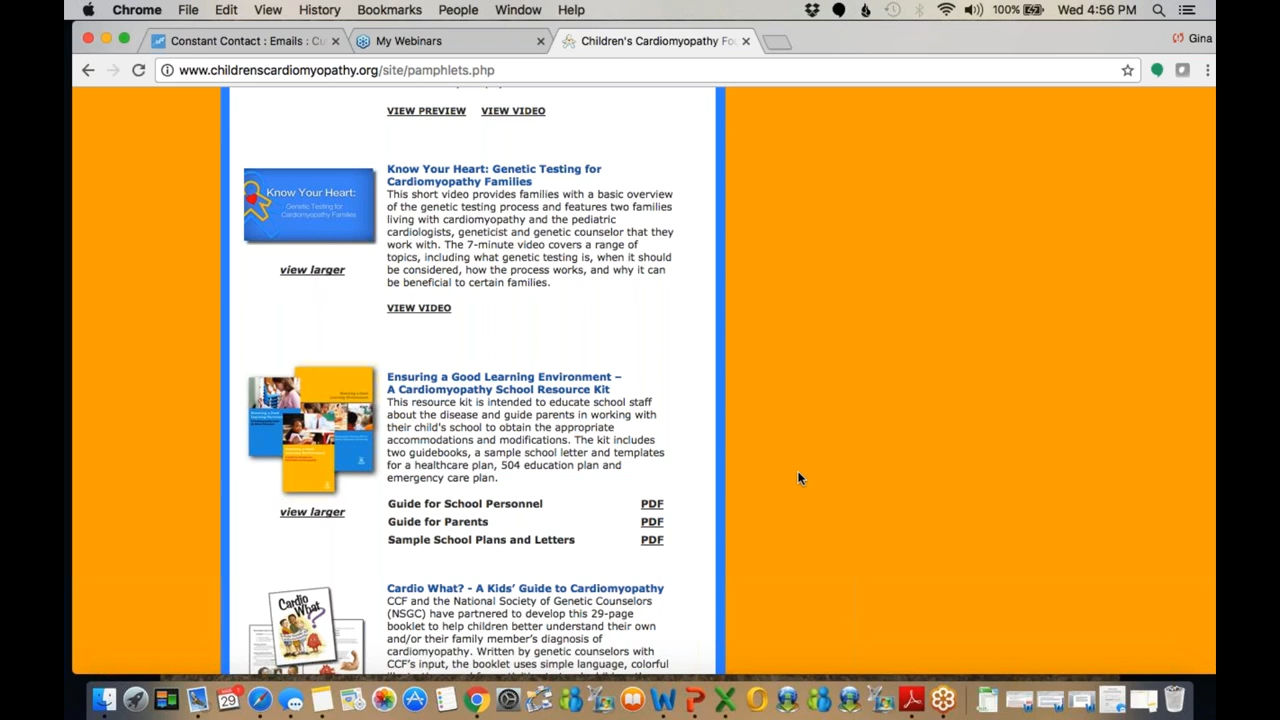 Chrome File Edit View History Bookmarks People Window Help 100% Wed 4:56 PM
Constant Contact : Emails : Cu My Webinars Children's Cardiomyopathy Fo Gina
www.childrenscardiomyopathy.org/site/pamphlets.php
VIEW PREVIEW VIEW VIDEO
Know Your Heart: Genetic Testing for
Cardiomyopathy Families
This short video provides families with a basic overview
of the genetic testing process and features two families
living with cardiomyopathy and the pediatric
cardiologists, geneticist and genetic counselor that they
work with. The 7-minute video covers a range of
topics, including what genetic testing is, when it should
be considered, how the process works, and why it can
be beneficial to certain families.
Know Your Heart:
Genetic Testing for
Cardiomyopathy Families
view larger
VIEW VIDEO
Ensuring a Good Learning Environment –
A Cardiomyopathy School Resource Kit
This resource kit is intended to educate school staff
about the disease and guide parents in working with
their child's school to obtain the appropriate
accommodations and modifications. The kit includes
two guidebooks, a sample school letter and templates
for a healthcare plan, 504 education plan and
emergency care plan.
view larger
Guide for School Personnel PDF
Guide for Parents PDF
Sample School Plans and Letters PDF
Cardio What? - A Kids' Guide to Cardiomyopathy
CCF and the National Society of Genetic Counselors
(NSGC) have partnered to develop this 29-page
booklet to help children better understand their own
and/or their family member's diagnosis of
cardiomyopathy. Written by genetic counselors with
CCF's input, the booklet uses simple language, colorful
Cardio
What?
29